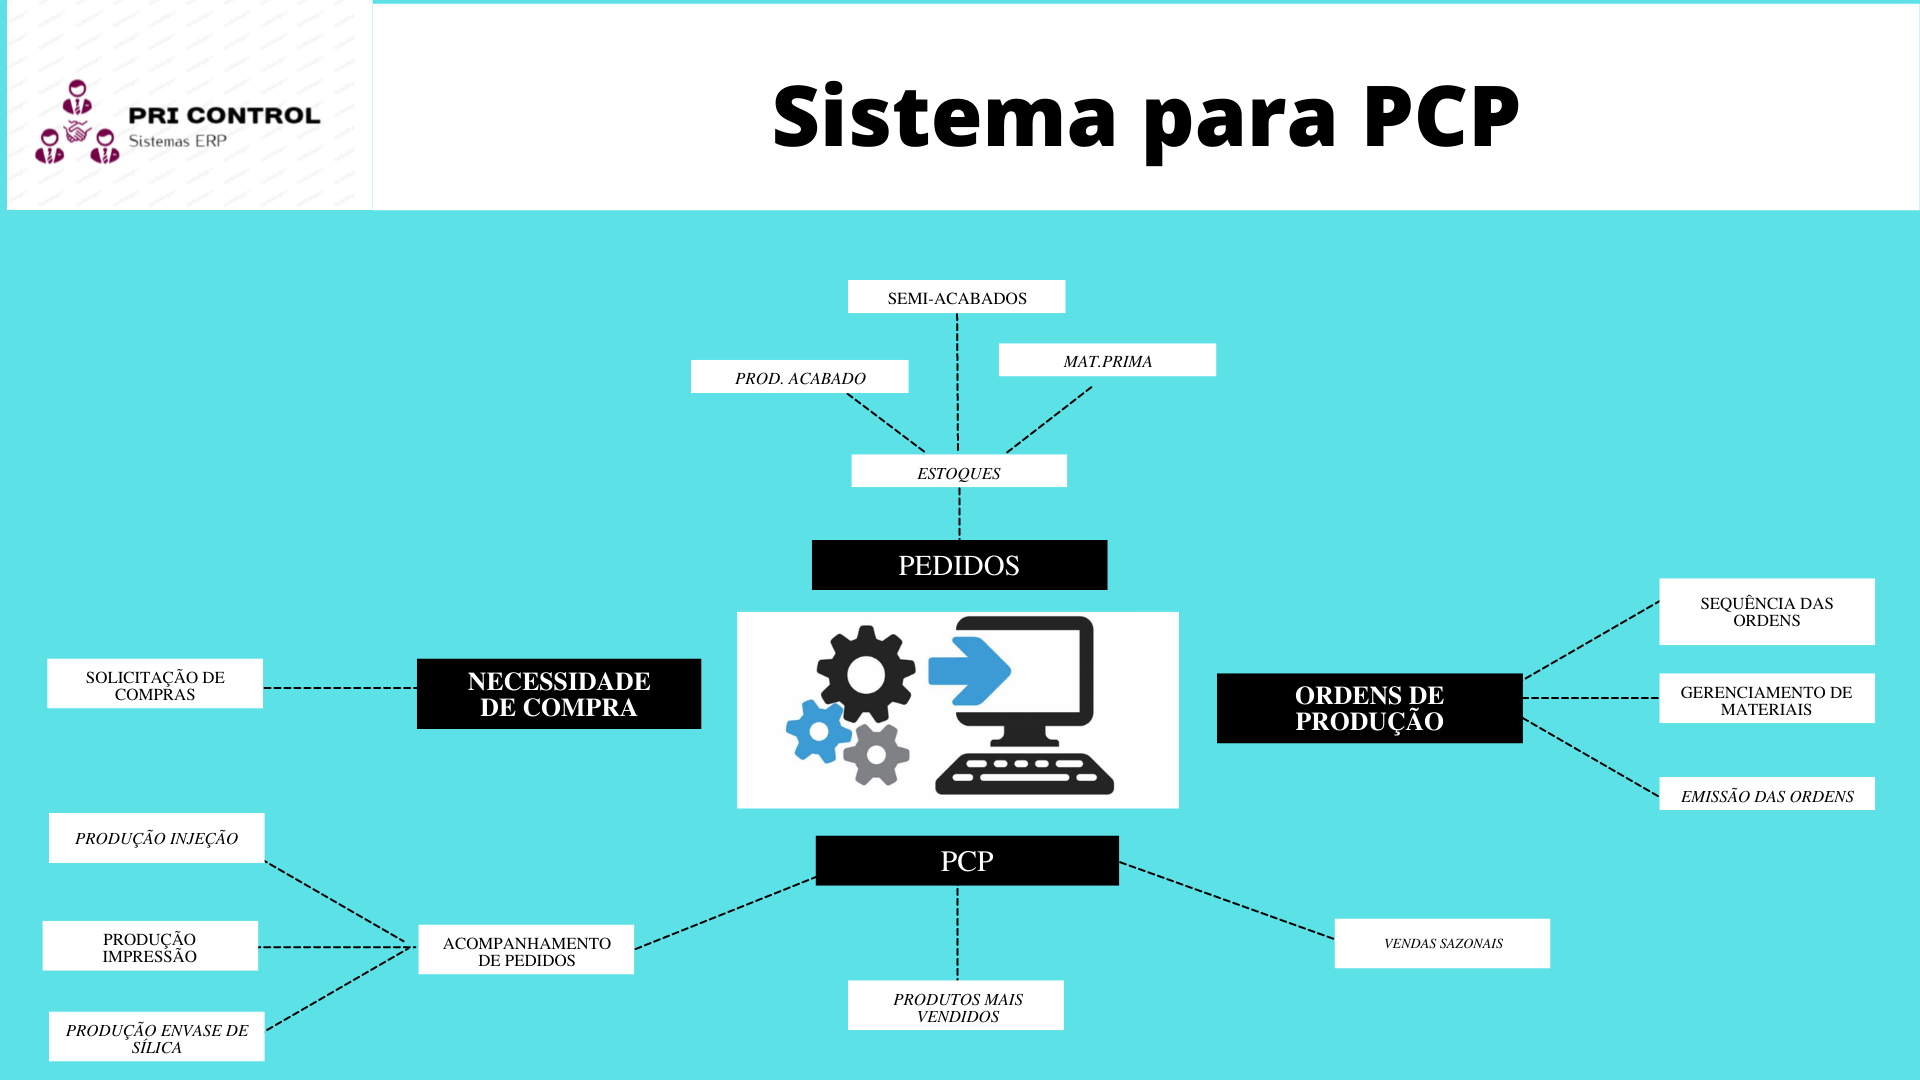 PRI CONTROL
Sistemas ERP
Sistema para PCP
SEMI-ACABADOS
MAT.PRIMA
PROD. ACABADO
ESTOQUES
PEDIDOS
SOLICITAÇÃO DE
COMPRAS
NECESSIDADE
DE COMPRA
ORDENS DE
PRODUÇÃO
SEQUÊNCIA DAS
ORDENS
GERENCIAMENTO DE
MATERIAIS
EMISSÃO DAS ORDENS
PCP
PRODUÇÃO INJEÇÃO
PRODUÇÃO
IMPRESSÃO
PRODUÇÃO ENVASE DE
SÍLICA
ACOMPANHAMENTO
DE PEDIDOS
PRODUTOS MAIS
VENDIDOS
VENDAS SAZONAIS